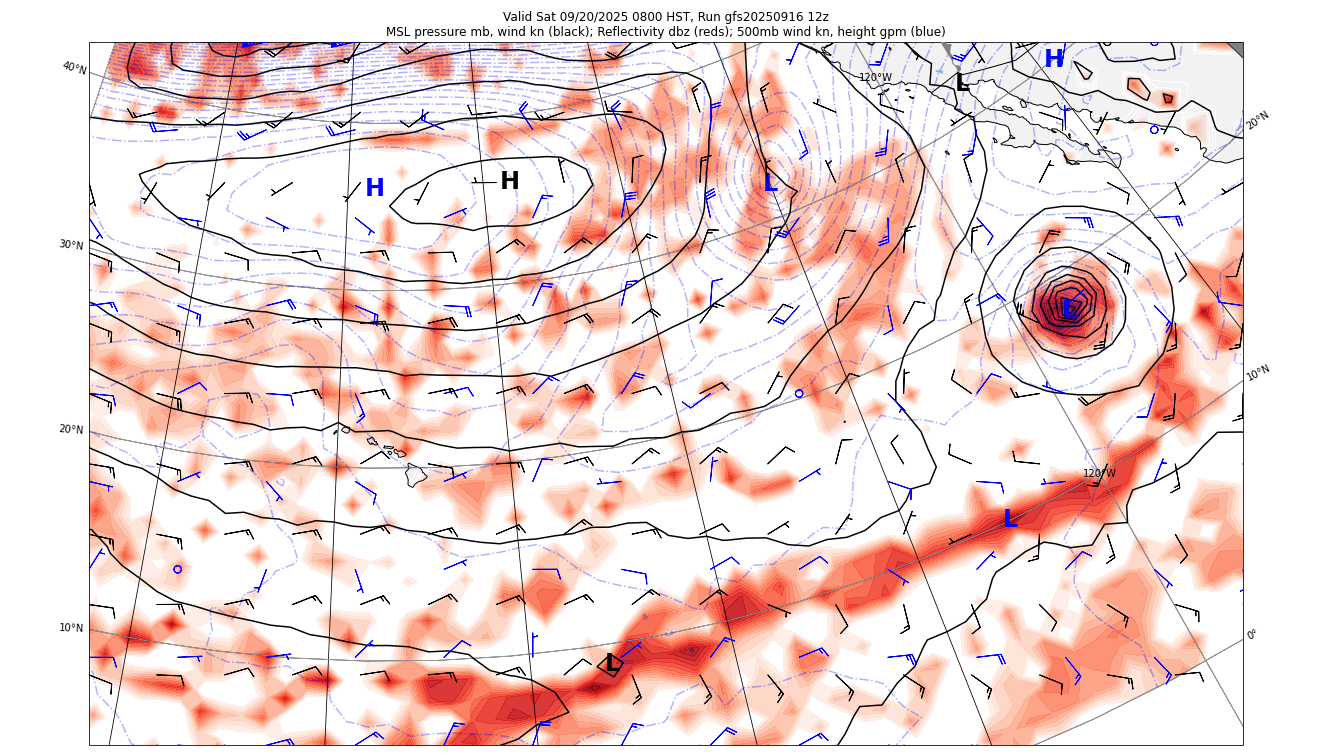 Valid Sat 09/20/2025 0800 HST, Run gfs20250916 12z
MSL pressure mb, wind kn (black); Reflectivity dbz (reds); 500mb wind kn, height gpm (blue)
H
40°N
120°W
L
20°N
H
H
L
30°N
L
10°N
20°N
120°W
L
10°N
0°
L